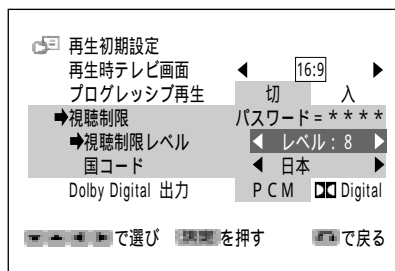 再生初期設定
再生時テレビ画面 ◀ 16:9 ▶
プログレッシブ再生 切 入
➡視聴制限 パスワード=****
➡視聴制限レベル ◀ レベル:8 ▶
国コード ◀ 日本 ▶
Dolby Digital 出力 PCM Digital
で選び を押す で戻る